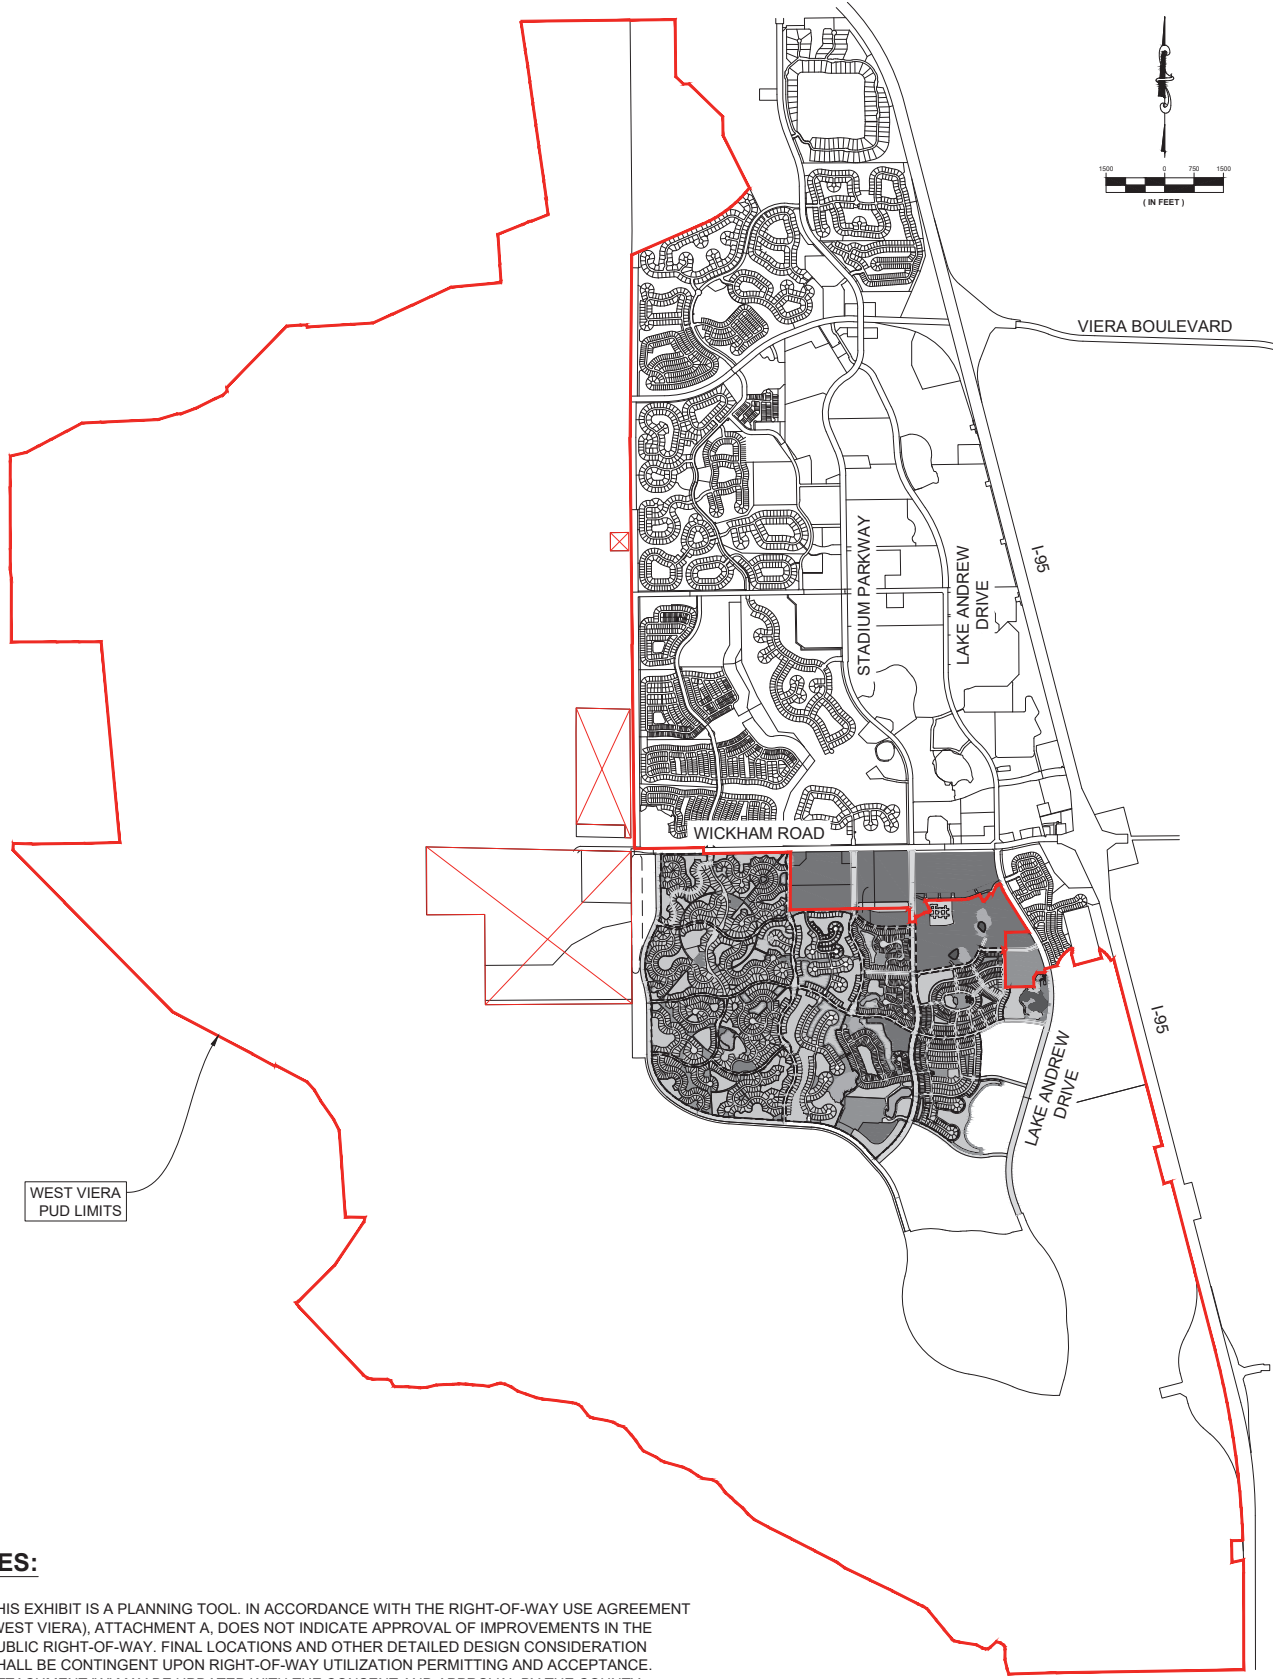 1500 0 750 1500
( IN FEET )
VIERA BOULEVARD
I-95
STADIUM PARKWAY
LAKE ANDREW
DRIVE
WICKHAM ROAD
I-95
LAKE ANDREW
DRIVE
WEST VIERA
PUD LIMITS
ES:
HIS EXHIBIT IS A PLANNING TOOL. IN ACCORDANCE WITH THE RIGHT-OF-WAY USE AGREEMENT
WEST VIERA), ATTACHMENT A, DOES NOT INDICATE APPROVAL OF IMPROVEMENTS IN THE
UBLIC RIGHT-OF-WAY. FINAL LOCATIONS AND OTHER DETAILED DESIGN CONSIDERATION
HALL BE CONTINGENT UPON RIGHT-OF-WAY UTILIZATION PERMITTING AND ACCEPTANCE.